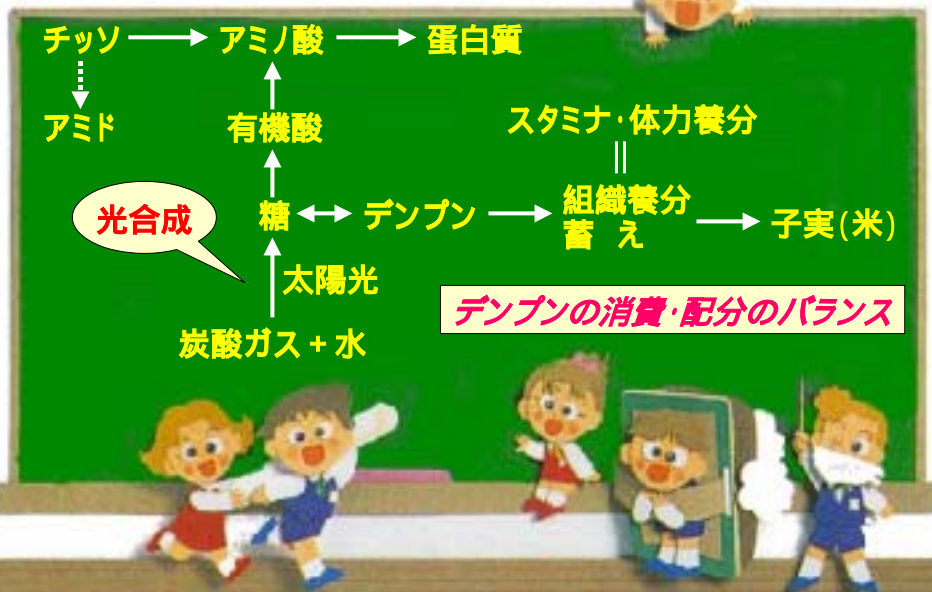 チッソ → アミノ酸 → 蛋白質
アミド
有機酸
スタミナ・体力養分
||
光合成
糖 ↔ デンプン → 組織養分
蓄え → 子実(米)
太陽光
デンプンの消費・配分のバランス
炭酸ガス + 水